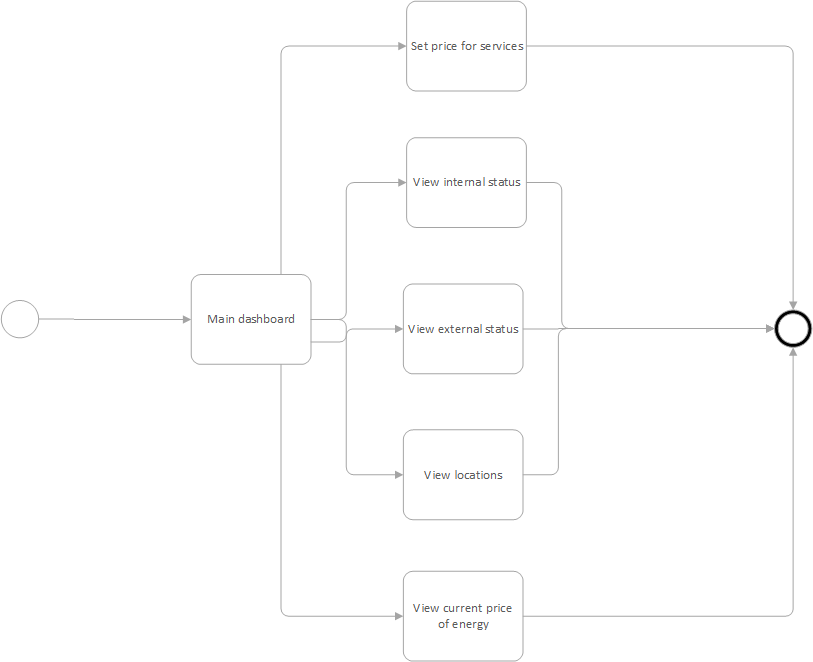 Set price for services
View internal status
Main dashboard
View external status
View locations
View current price
of energy